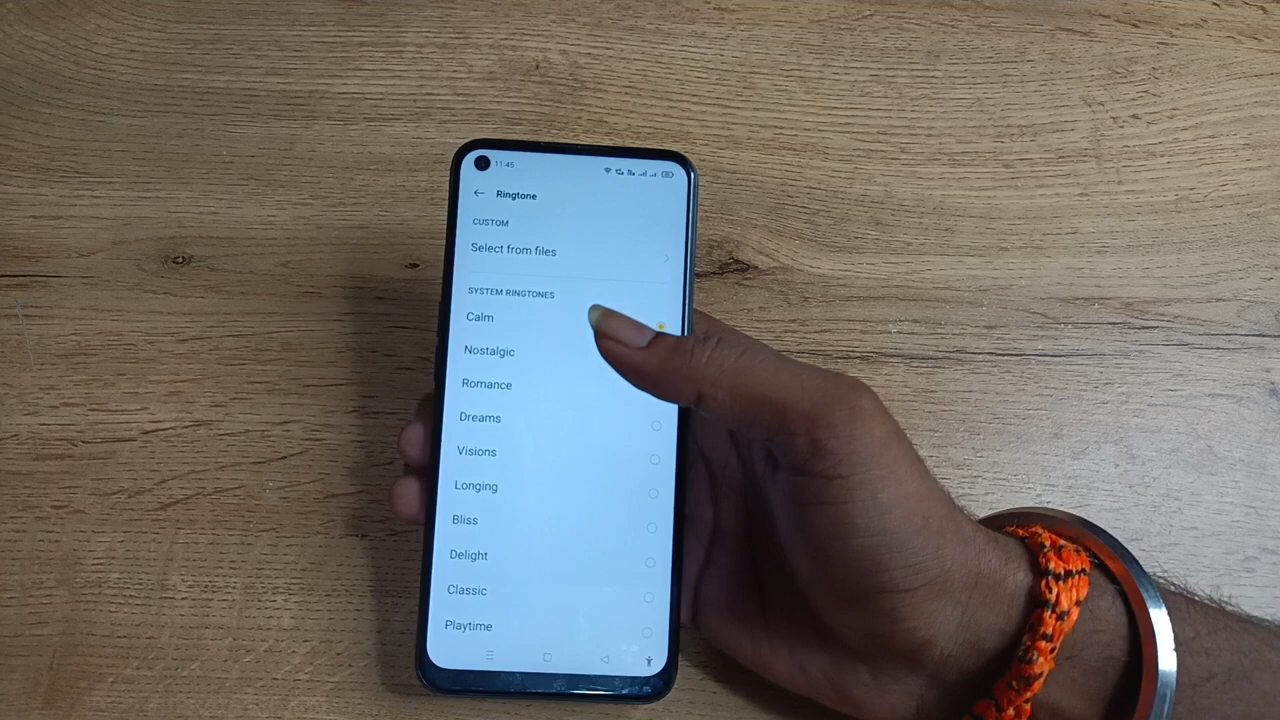 11:45
Ringtone
CUSTOM
Select from files
SYSTEM RINGTONES
Calm
Nostalgic
Romance
Dreams
Visions
Longing
Bliss
Delight
Classic
Playtime